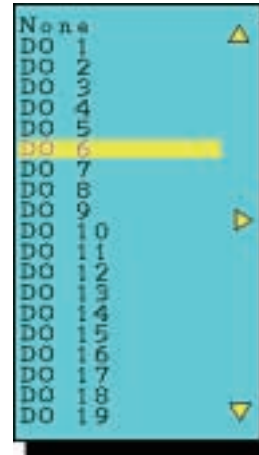 None
DO 1
DO 2
DO 3
DO 4
DO 5
DO 6
DO 7
DO 8
DO 9
DO 10
DO 11
DO 12
DO 13
DO 14
DO 15
DO 16
DO 17
DO 18
DO 19